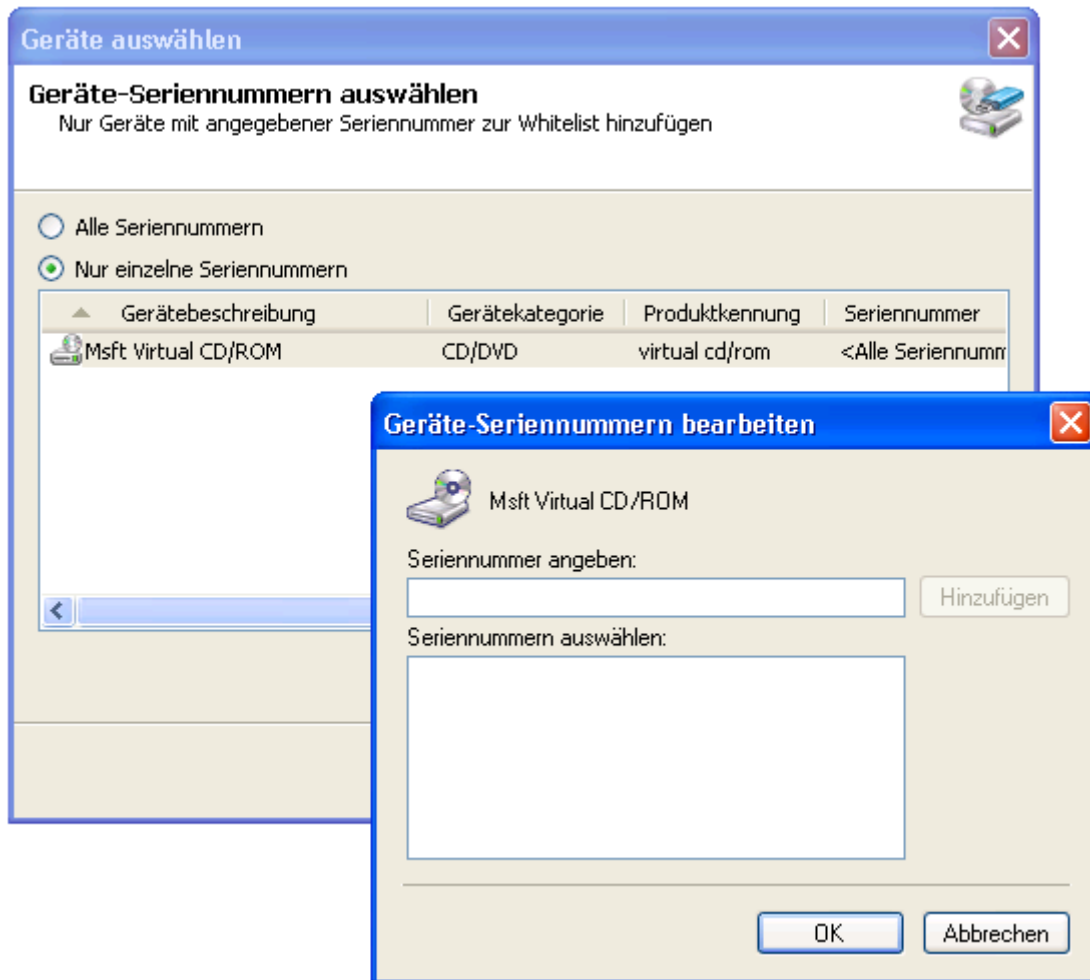 Geräte auswählen
Geräte-Seriennummern auswählen
Nur Geräte mit angegebener Seriennummer zur Whitelist hinzufügen
Alle Seriennummern
Nur einzelne Seriennummern
Gerätebeschreibung Gerätekategorie Produktkennung Seriennummer
Msft Virtual CD/ROM CD/DVD virtual cd/rom <Alle Seriennumm
Geräte-Seriennummern bearbeiten
Msft Virtual CD/ROM
Seriennummer angeben:
Hinzufügen
Seriennummern auswählen:
OK Abbrechen